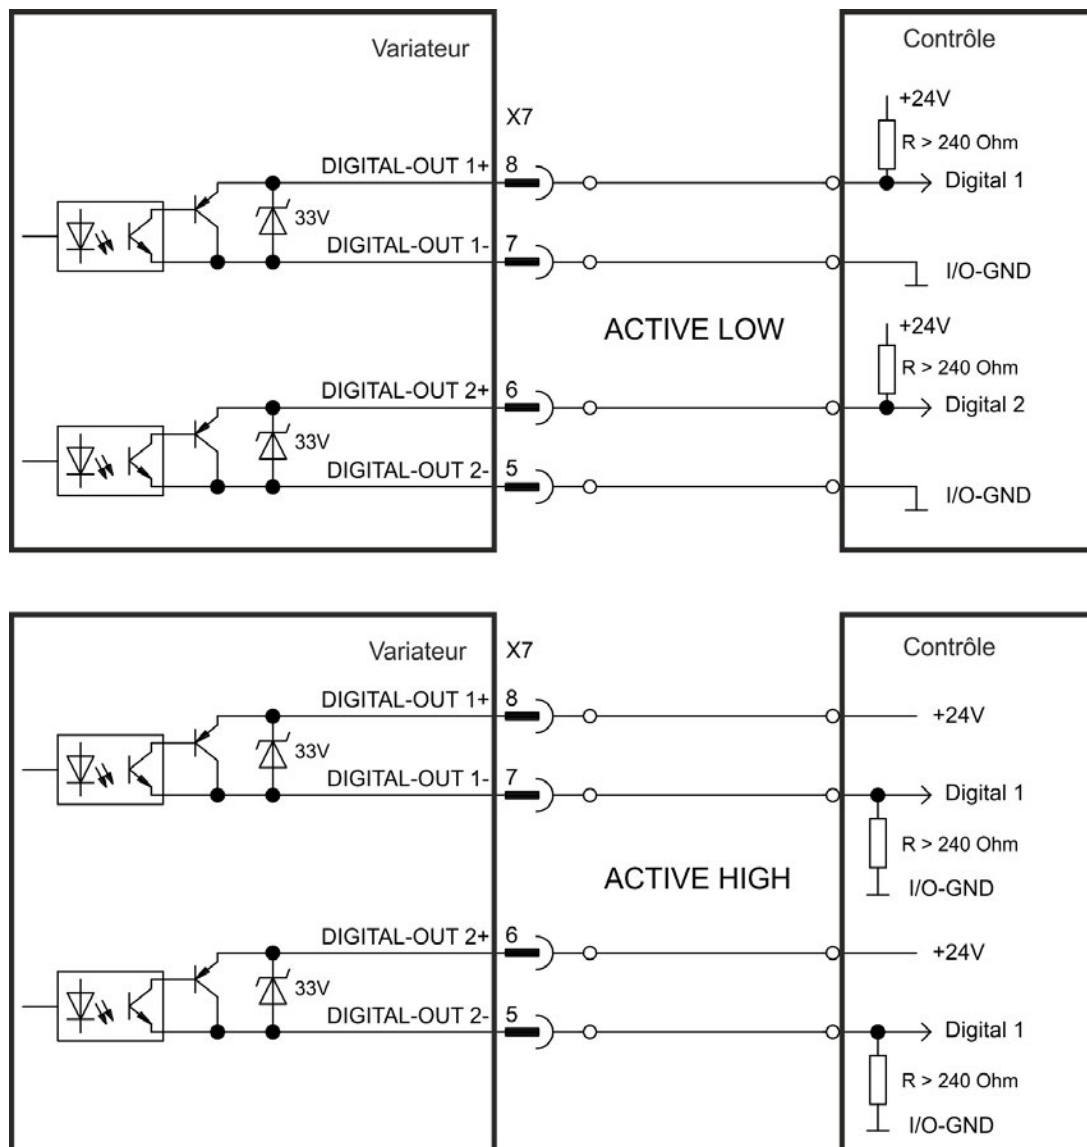 Variateur
Contrôle
X7
+24V
R > 240 Ohm
DIGITAL-OUT 1+
8
Digital 1
33V
DIGITAL-OUT 1-
7
I/O-GND
ACTIVE LOW
+24V
R > 240 Ohm
DIGITAL-OUT 2+
6
Digital 2
33V
DIGITAL-OUT 2-
5
I/O-GND
Variateur
X7
Contrôle
DIGITAL-OUT 1+
8
+24V
33V
DIGITAL-OUT 1-
7
Digital 1
R > 240 Ohm
ACTIVE HIGH
I/O-GND
DIGITAL-OUT 2+
6
+24V
33V
DIGITAL-OUT 2-
5
Digital 1
R > 240 Ohm
I/O-GND